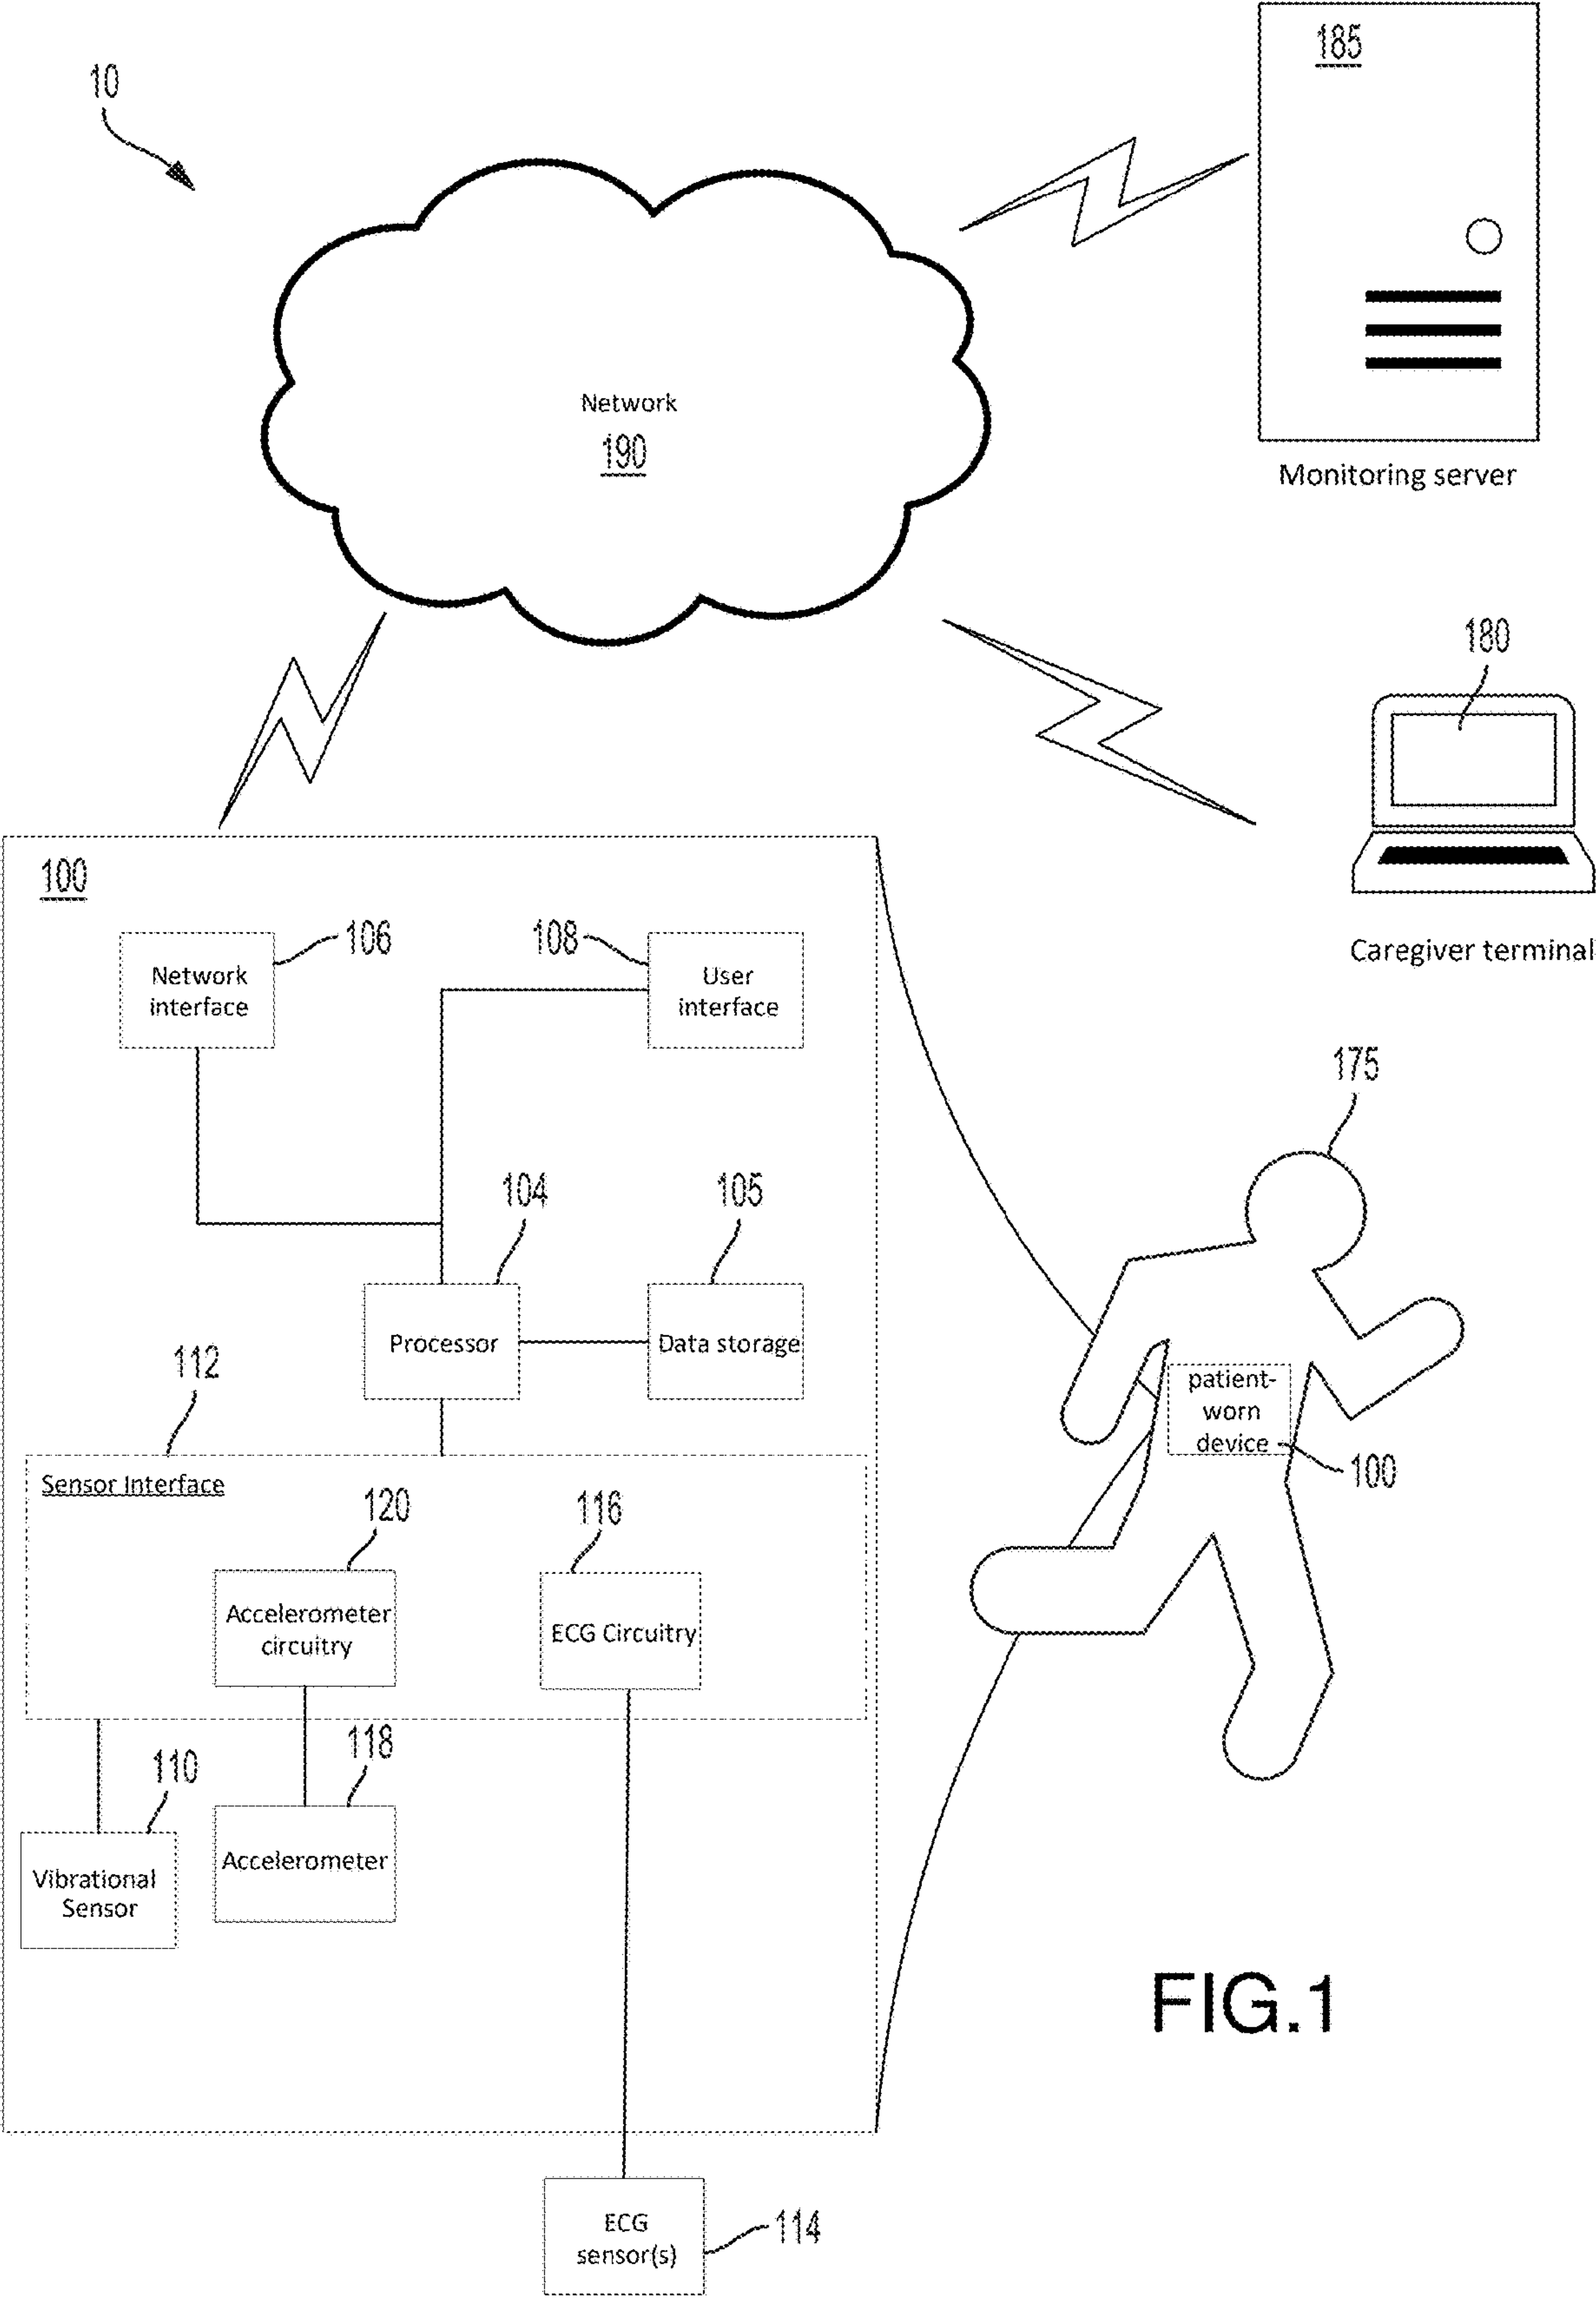 10
185
Network
190
Monitoring server
180
Caregiver terminal
100
106
Network
interface
108
User
interface
175
104
105
Processor
Data storage
patient-
worn
device
100
112
Sensor Interface
120
116
Accelerometer
circuitry
ECG Circuitry
110
118
Vibrational
Sensor
Accelerometer
FIG.1
ECG
sensor(s)
114